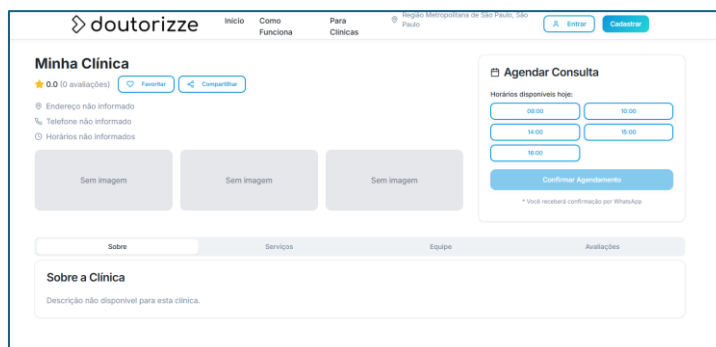 doutorizze
Início
Como Funciona
Para Clínicas
Região Metropolitana de São Paulo, São Paulo
Entrar
Cadastrar
Minha Clínica
0.0 (0 avaliações)
Favoritar
Compartilhar
Endereço não informado
Telefone não informado
Horários não informados
Sem imagem
Sem imagem
Sem imagem
Agendar Consulta
Horários disponíveis hoje:
09:00
10:00
14:00
15:00
16:00
Confirmar Agendamento
* Você receberá confirmação por WhatsApp
Sobre
Serviços
Equipe
Avaliações
Sobre a Clínica
Descrição não disponível para esta clínica.